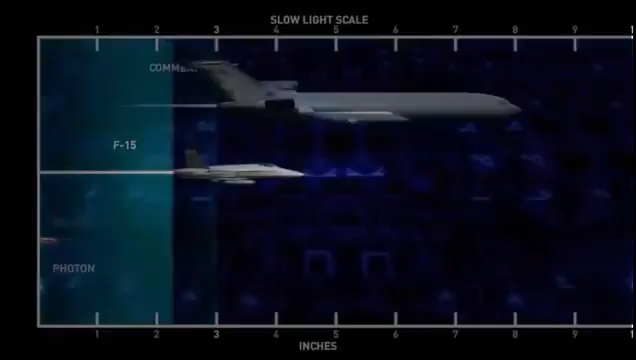 SLOW LIGHT SCALE
1 2 3 4 5 6 7 8 9
F-15
PHOTON
1 2 3 4 5 6 7 8 9
INCHES